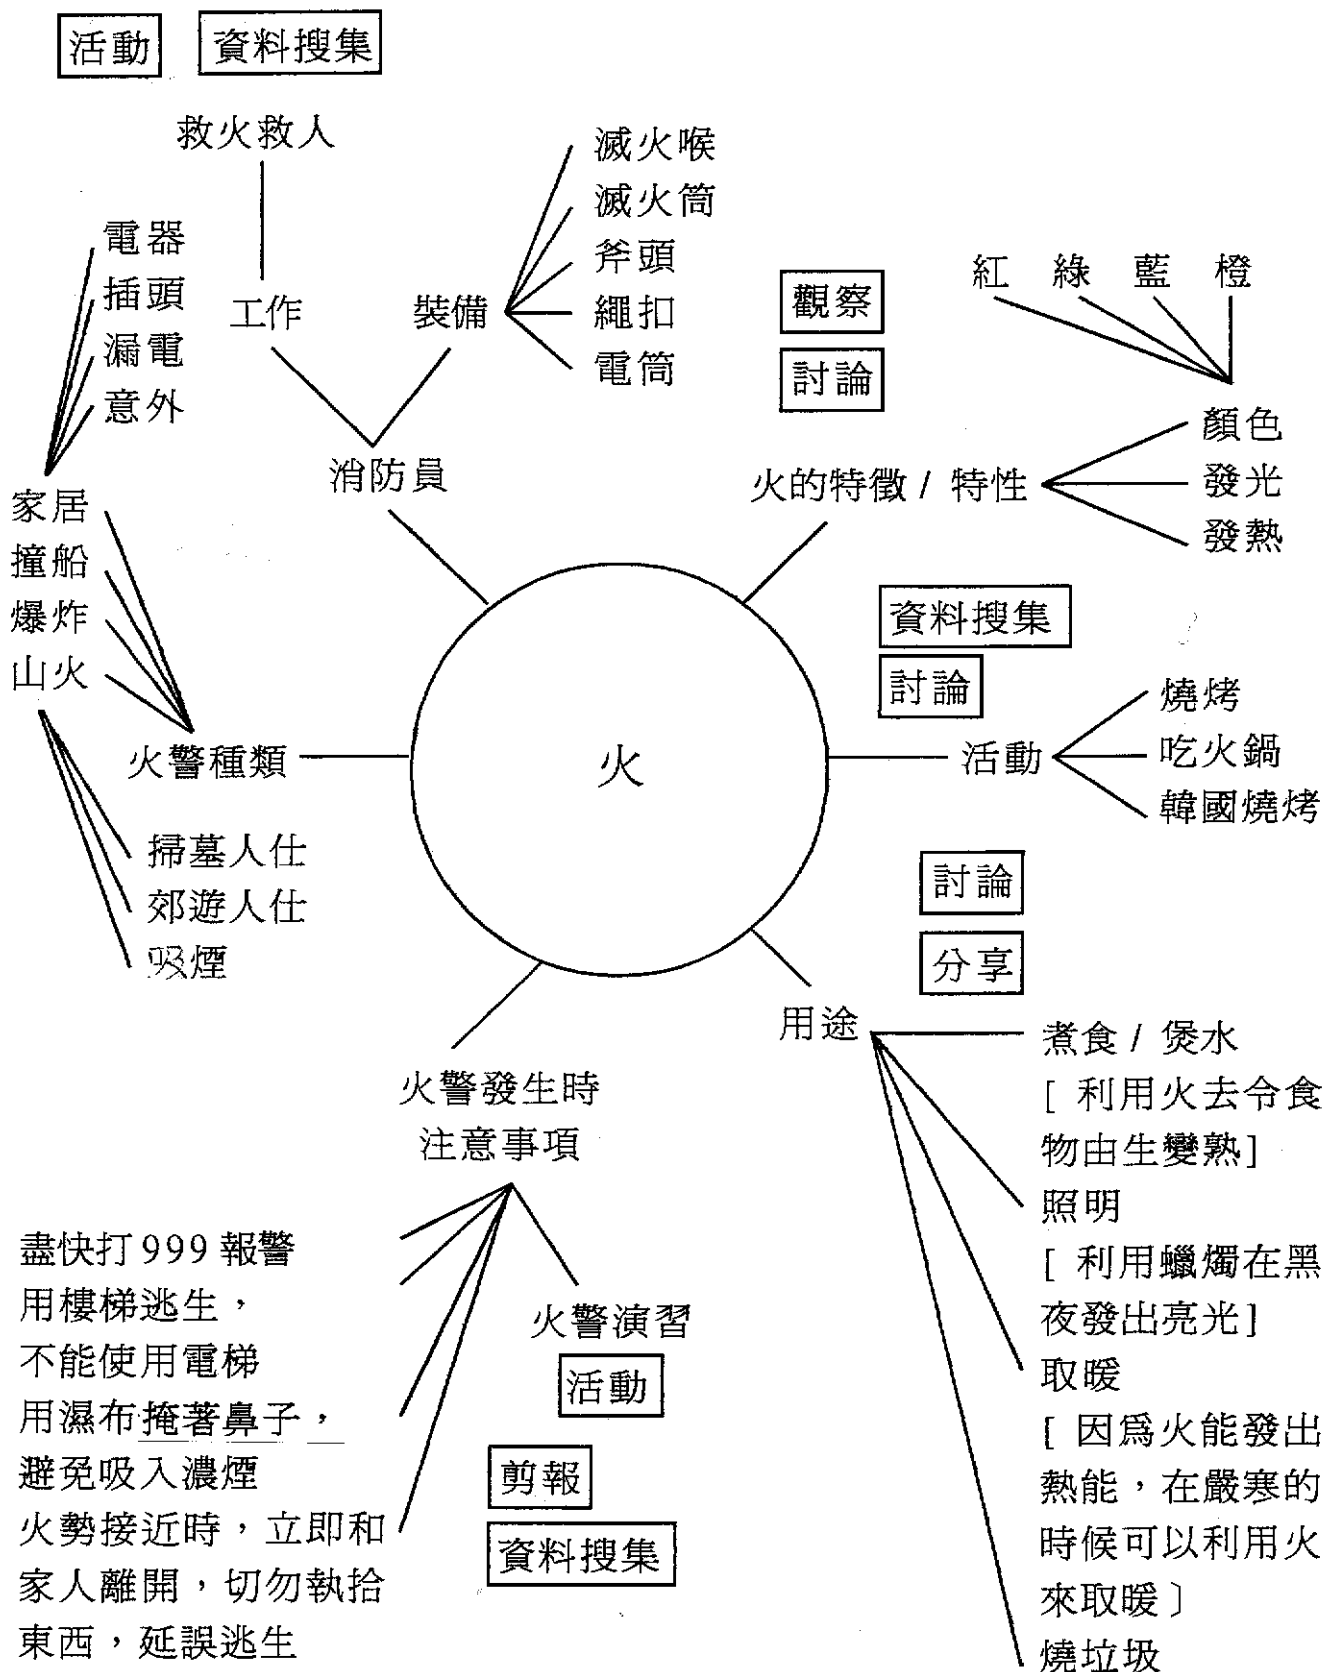 活動 資料搜集
救火救人
滅火喉
滅火筒
斧頭
繩扣
電筒
電器
插頭
漏電
意外
工作 裝備
消防員
觀察
討論
紅 綠 藍 橙
顏色
發光
發熱
火的特徵 / 特性
家居
撞船
爆炸
山火
火警種類
掃墓人仕
郊遊人仕
吸煙
火
資料搜集
討論
活動
燒烤
吃火鍋
韓國燒烤
討論
分享
用途
煮食 / 煲水
[ 利用火去令食
物由生變熟]
照明
[ 利用蠟燭在黑
夜發出亮光]
取暖
[ 因為火能發出
熱能,在嚴寒的
時候可以利用火
來取暖〕
燒垃圾
火警發生時
注意事項
盡快打 999 報警
用樓梯逃生,
不能使用電梯
用濕布掩著鼻子,
避免吸入濃煙
火勢接近時,立即和
家人離開,切勿執拾
東西,延誤逃生
火警演習
活動
剪報
資料搜集